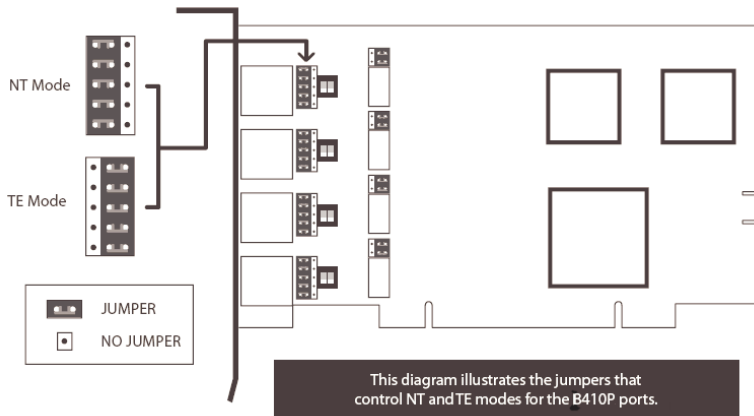 NT Mode
TE Mode
JUMPER
NO JUMPER
This diagram illustrates the jumpers that
control NT and TE modes for the B410P ports.